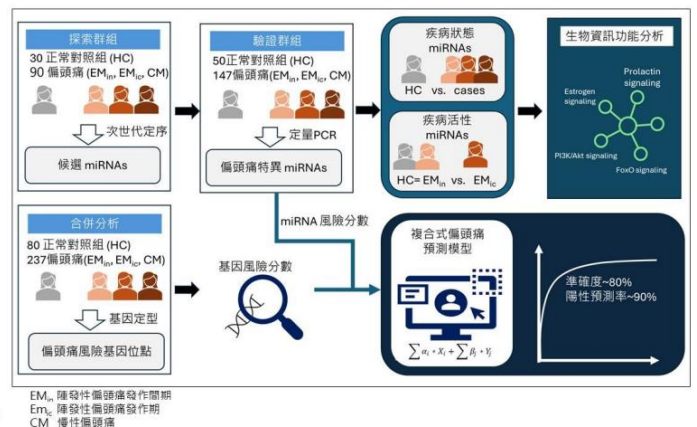 探索群組
30 正常對照組 (HC)
90 偏頭痛(EMin, EMic, CM)
次世代定序
候選 miRNAs
驗證群組
50正常對照組 (HC)
147偏頭痛(EMin, EMic, CM)
定量PCR
偏頭痛特異 miRNAs
疾病狀態
miRNAs
HC vs. cases
疾病活性
miRNAs
HC= EMin vs. EMic
生物資訊功能分析
Prolactin
signaling
Estrogen
signaling
PI3K/Akt signaling
FoxO signaling
合併分析
80 正常對照組 (HC)
237偏頭痛(EMin, EMic, CM)
基因定型
偏頭痛風險基因位點
基因風險分數
miRNA 風險分數
複合式偏頭痛
預測模型
∑ αi * Xi + ∑ βj * Yj
準確度~80%
陽性預測率~90%
EMin 陣發性偏頭痛發作間期
Emic 陣發性偏頭痛發作期
CM 慢性偏頭痛